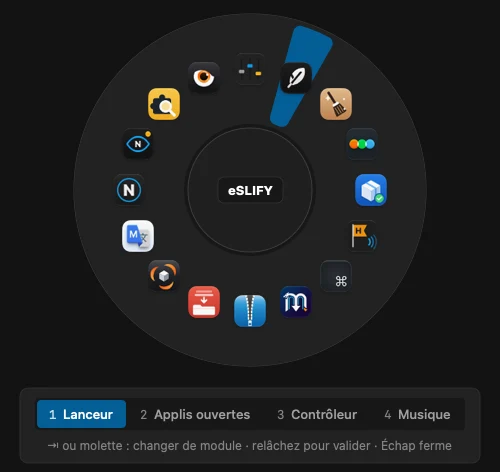 eSLIFY
N
N
H
M
⌘
m
1 Lanceur 2 Applis ouvertes 3 Contrôleur 4 Musique
⇥ ou molette : changer de module · relâchez pour valider · Échap ferme